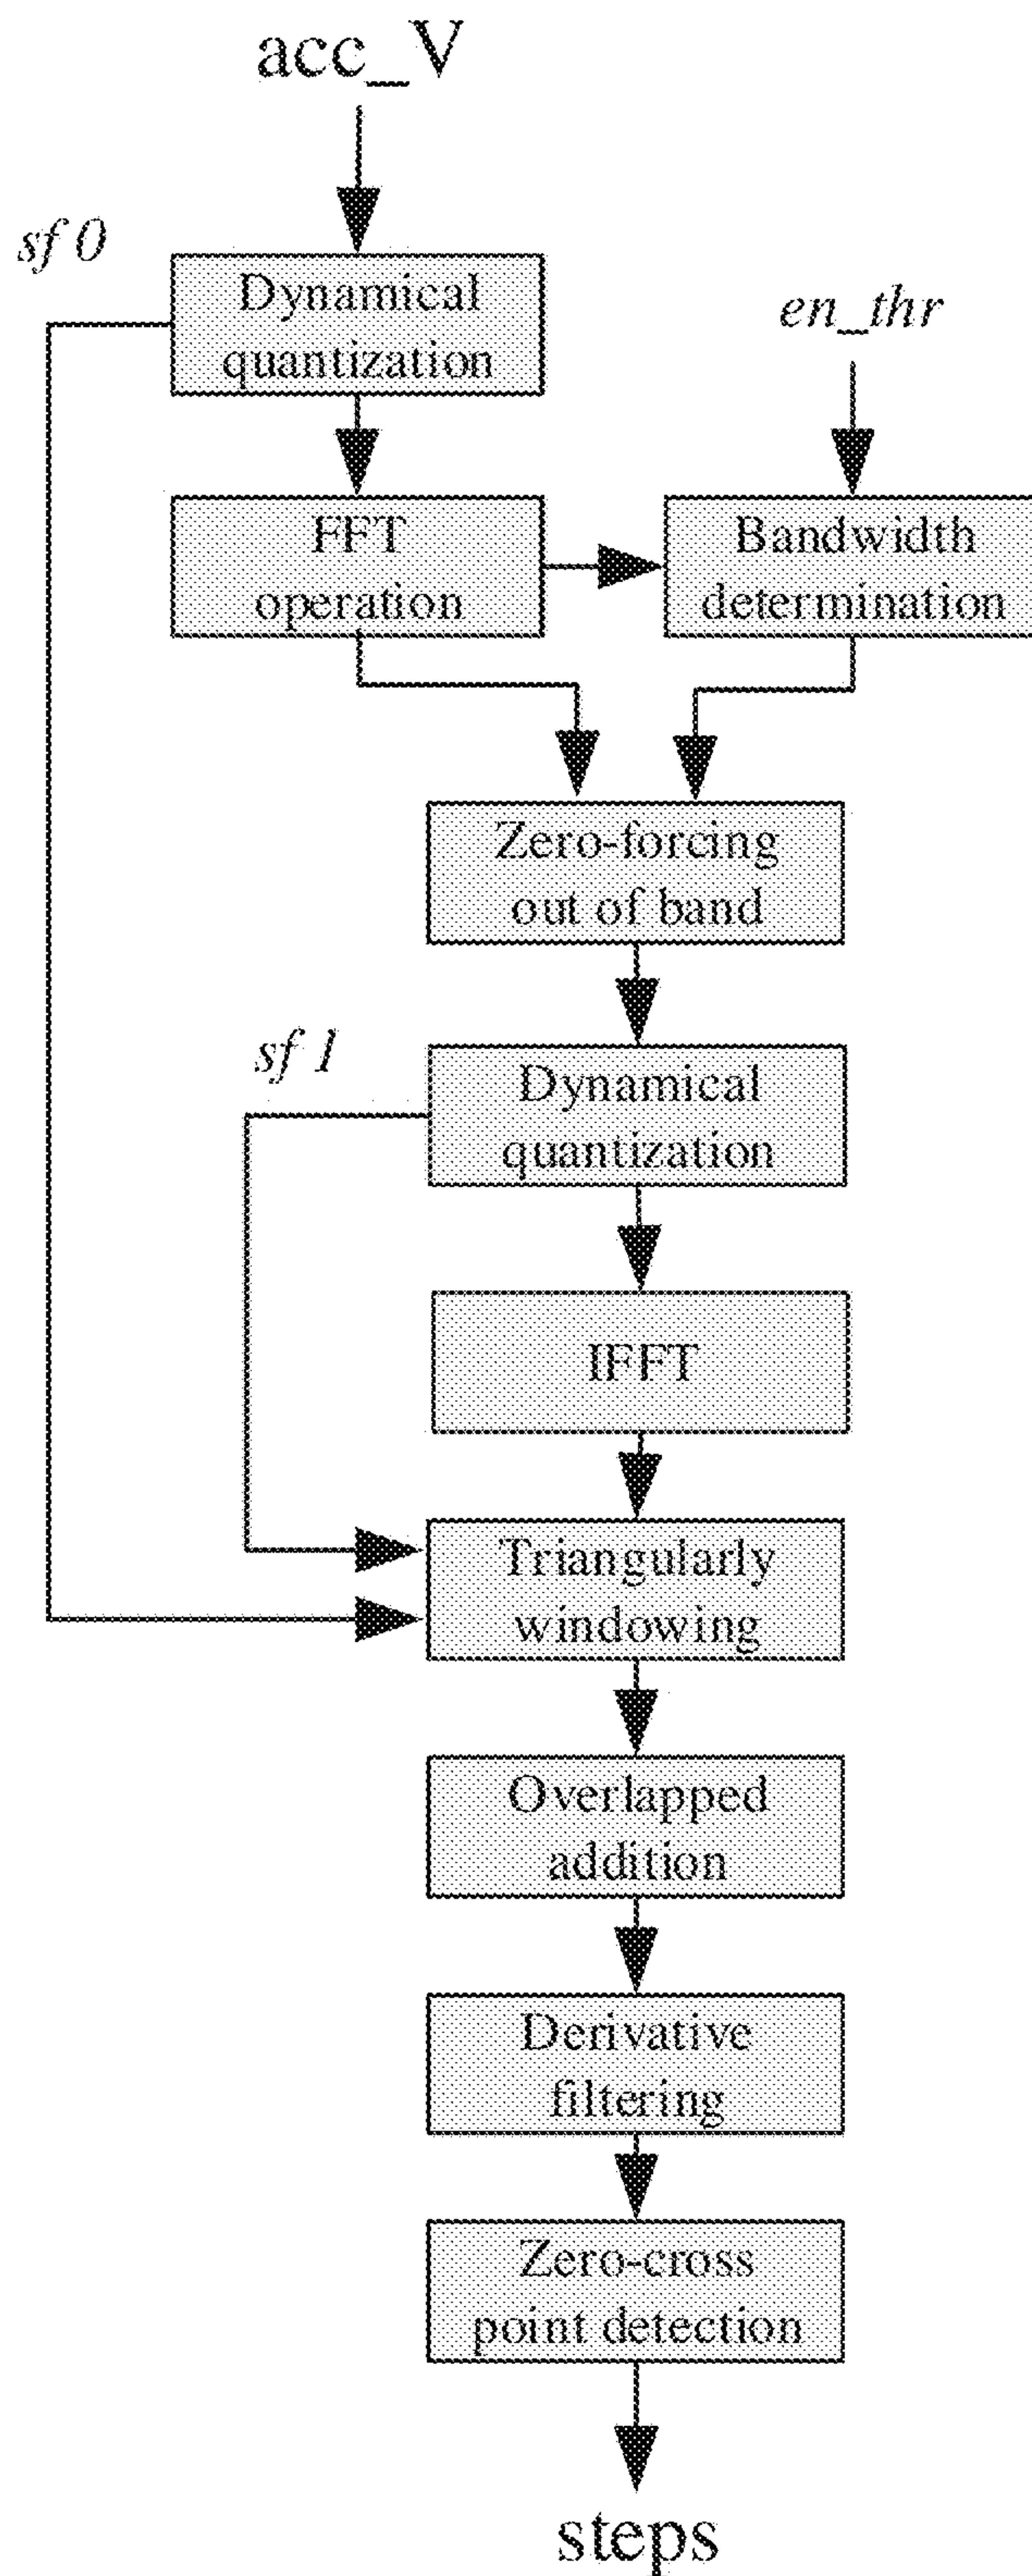 acc_V
sf 0
Dynamical
quantization
en_thr
FFT
operation
Bandwidth
determination
Zero-forcing
out of band
sf 1
Dynamical
quantization
IFFT
Triangularly
windowing
Overlapped
addition
Derivative
filtering
Zero-cross
point detection
steps